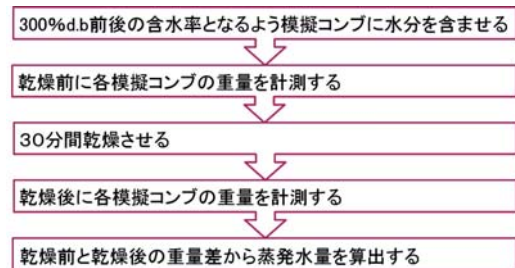 300%d.b前後の含水率となるよう模擬コンブに水分を含ませる
乾燥前に各模擬コンブの重量を計測する
30分間乾燥させる
乾燥後に各模擬コンブの重量を計測する
乾燥前と乾燥後の重量差から蒸発水量を算出する